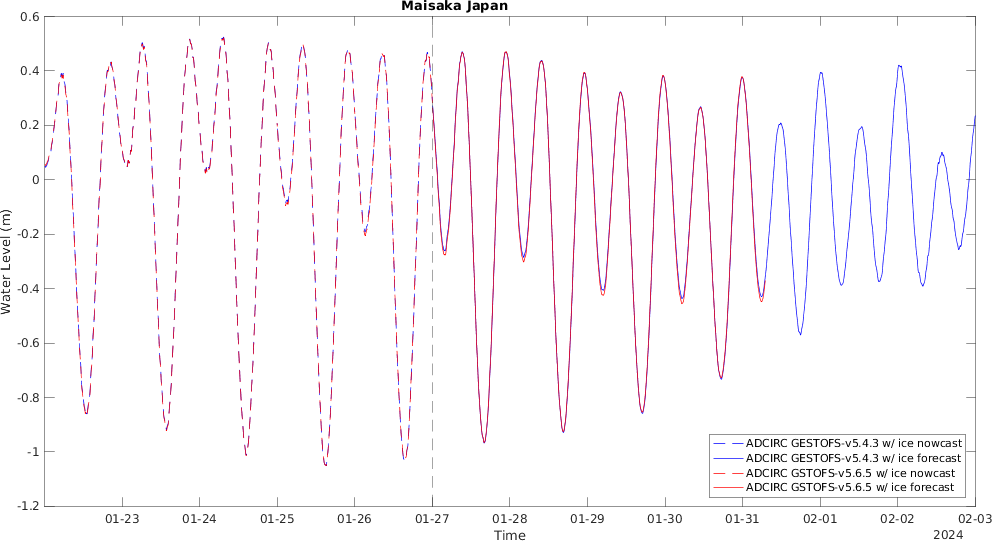 Maisaka Japan
0.6
0.4
0.2
0
-0.2
-0.4
-0.6
-0.8
-1
-1.2
Water Level (m)
ADCIRC GESTOFS-v5.4.3 w/ ice nowcast
ADCIRC GESTOFS-v5.4.3 w/ ice forecast
ADCIRC GSTOFS-v5.6.5 w/ ice nowcast
ADCIRC GSTOFS-v5.6.5 w/ ice forecast
01-23 01-24 01-25 01-26 01-27 01-28 01-29 01-30 01-31 02-01 02-02 02-03
Time
2024